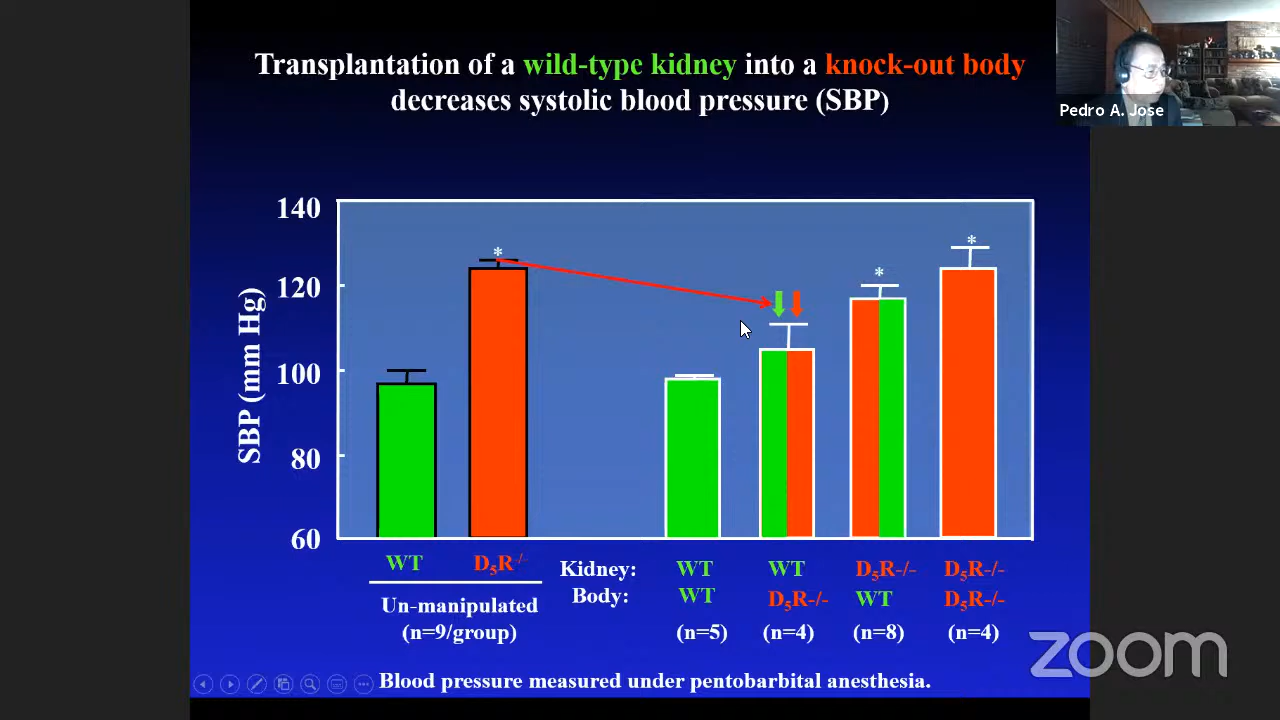 Transplantation of a wild-type kidney into a knock-out body
decreases systolic blood pressure (SBP)
Pedro A. Jose
SBP (mm Hg)
140
120
100
80
60
*
*
*
WT D5R-/-
Un-manipulated
(n=9/group)
Kidney: WT WT D5R-/- D5R-/-
Body: WT D5R-/- WT D5R-/-
(n=5) (n=4) (n=8) (n=4)
Blood pressure measured under pentobarbital anesthesia.
zoom